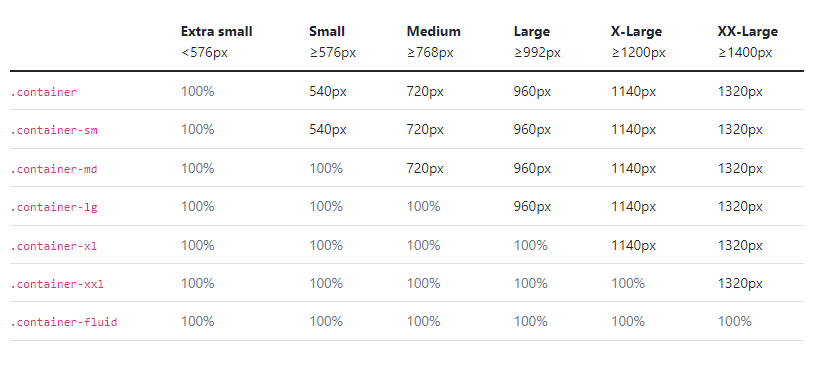 Extra small Small Medium Large X-Large XX-Large
<576px ≥576px ≥768px ≥992px ≥1200px ≥1400px
.container 100% 540px 720px 960px 1140px 1320px
.container-sm 100% 540px 720px 960px 1140px 1320px
.container-md 100% 100% 720px 960px 1140px 1320px
.container-lg 100% 100% 100% 960px 1140px 1320px
.container-xl 100% 100% 100% 100% 1140px 1320px
.container-xxl 100% 100% 100% 100% 100% 1320px
.container-fluid 100% 100% 100% 100% 100% 100%